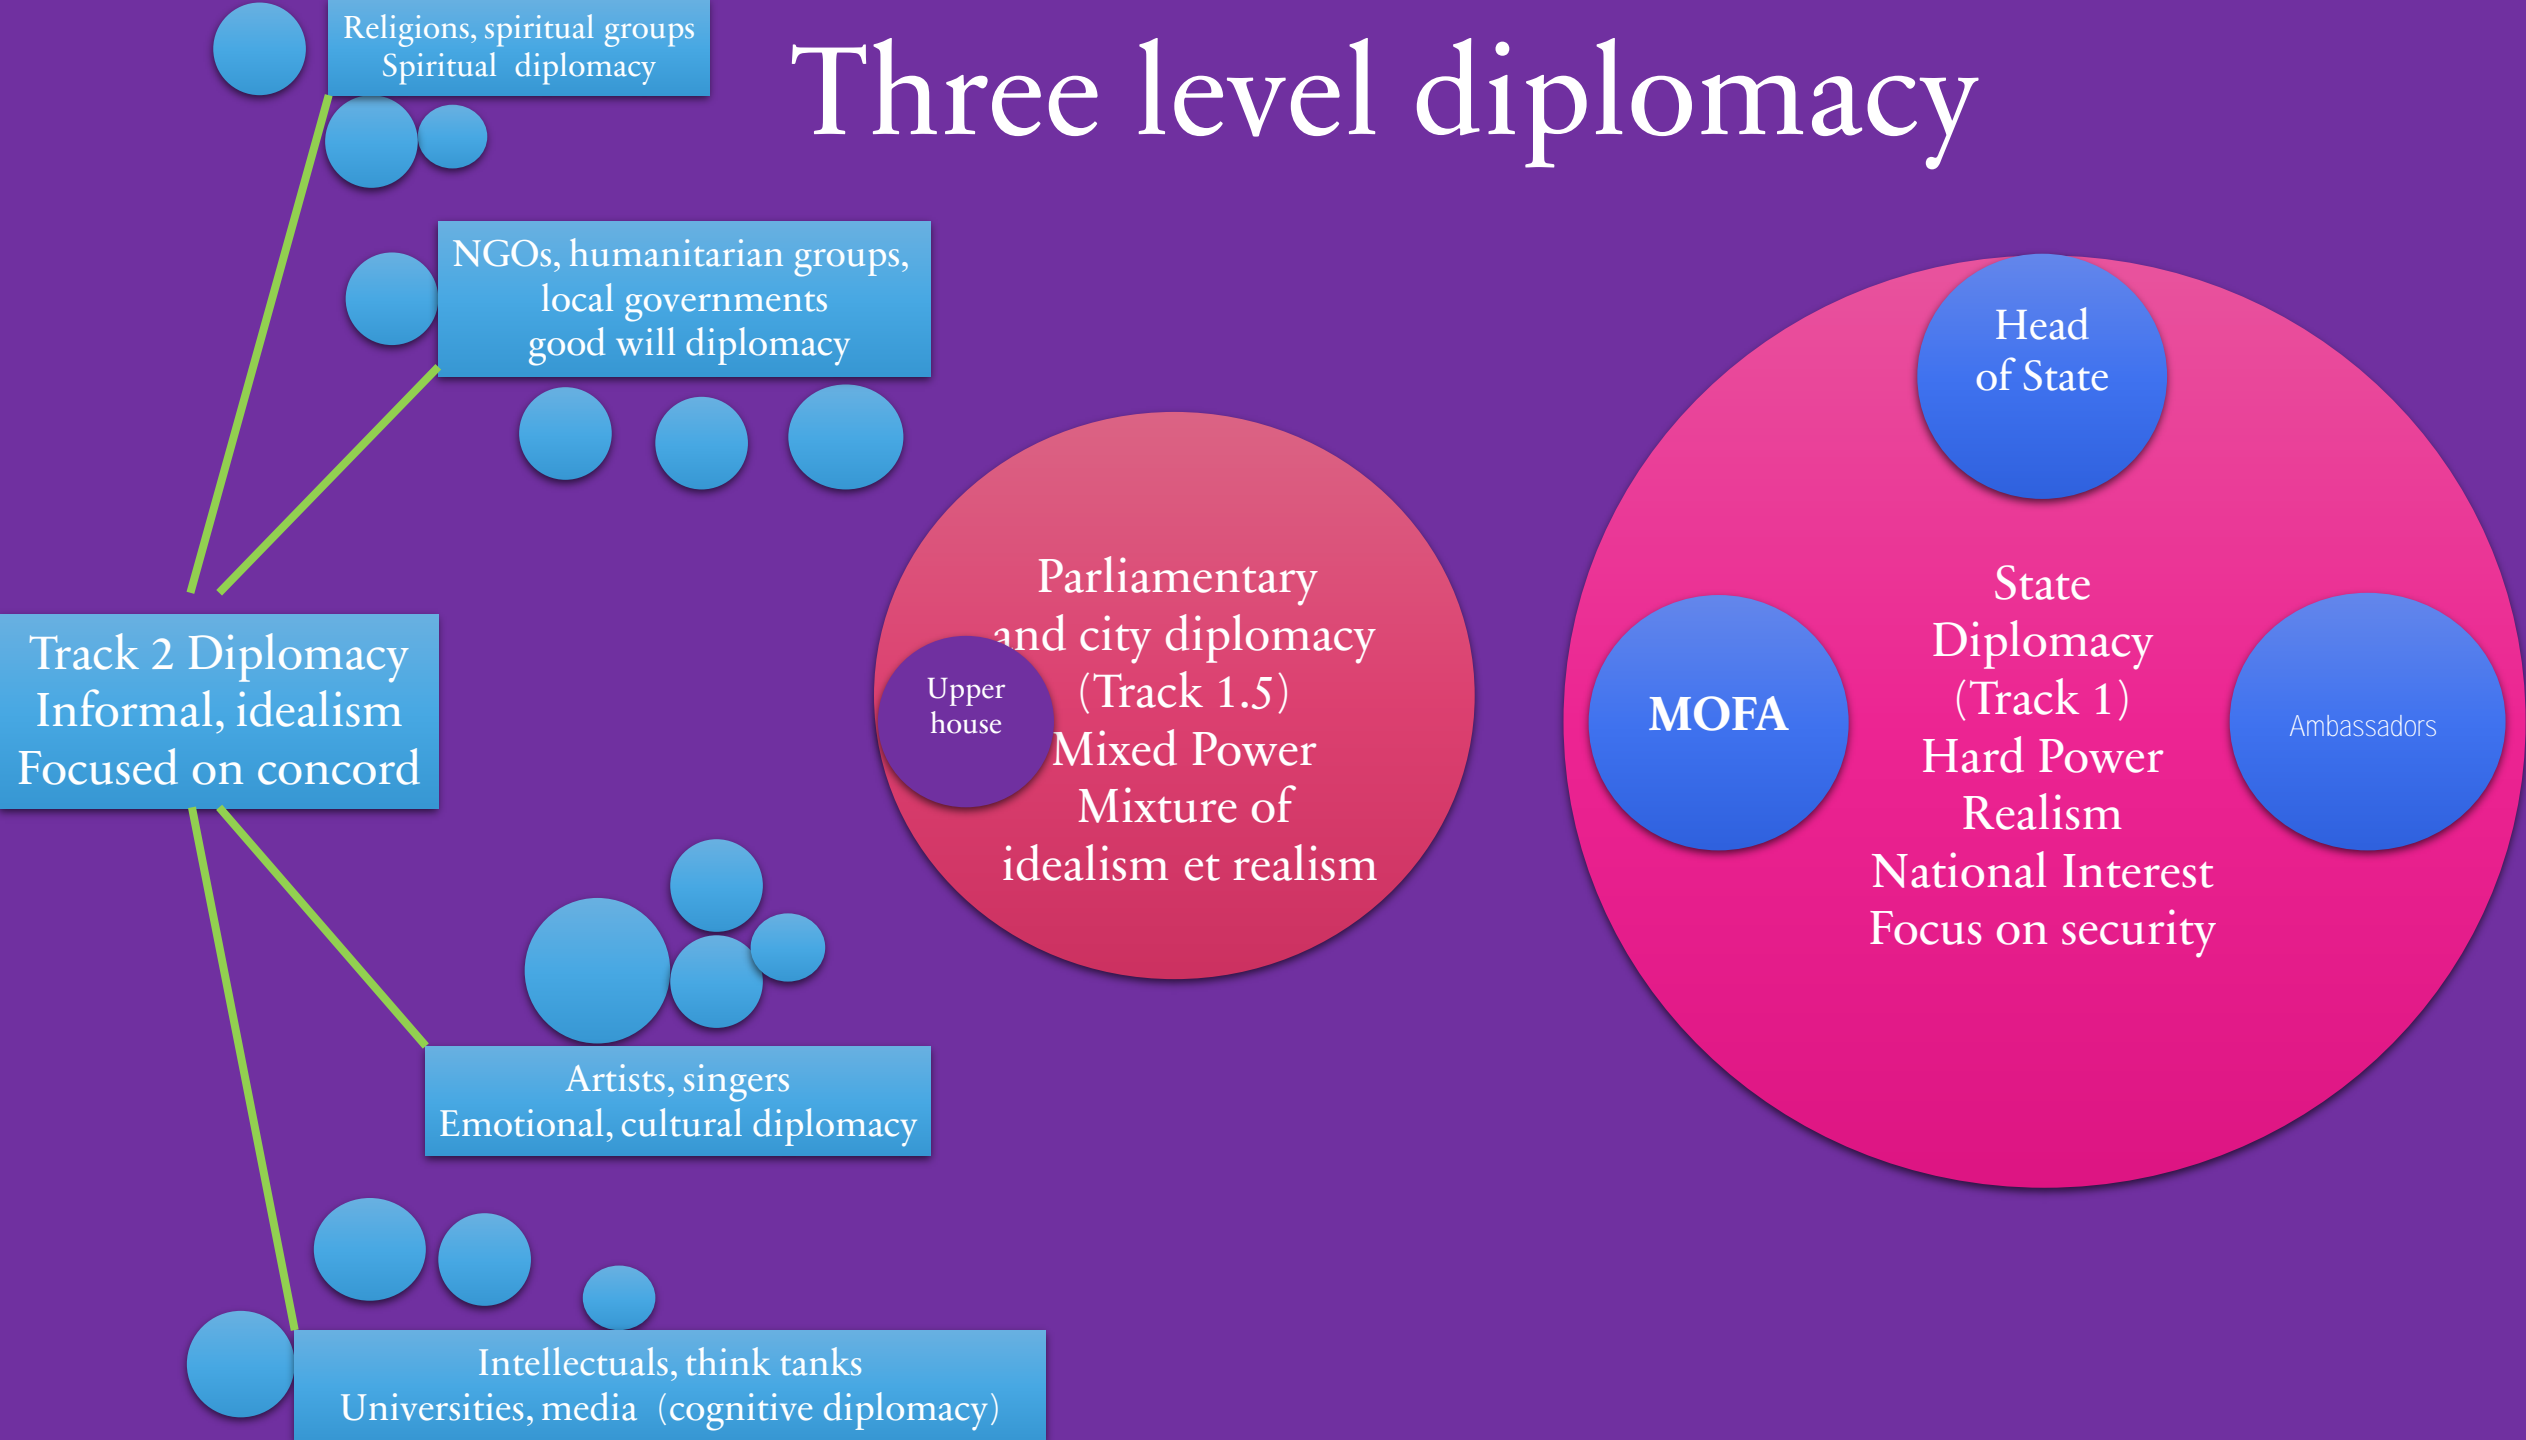 Three level diplomacy
Religions, spiritual groups
Spiritual diplomacy
NGOs, humanitarian groups,
local governments
good will diplomacy
Track 2 Diplomacy
Informal, idealism
Focused on concord
Artists, singers
Emotional, cultural diplomacy
Intellectuals, think tanks
Universities, media (cognitive diplomacy)
Parliamentary
and city diplomacy
(Track 1.5)
Mixed Power
Mixture of
idealism et realism
Upper
house
Head
of State
MOFA
State
Diplomacy
(Track 1)
Hard Power
Realism
National Interest
Focus on security
Ambassadors